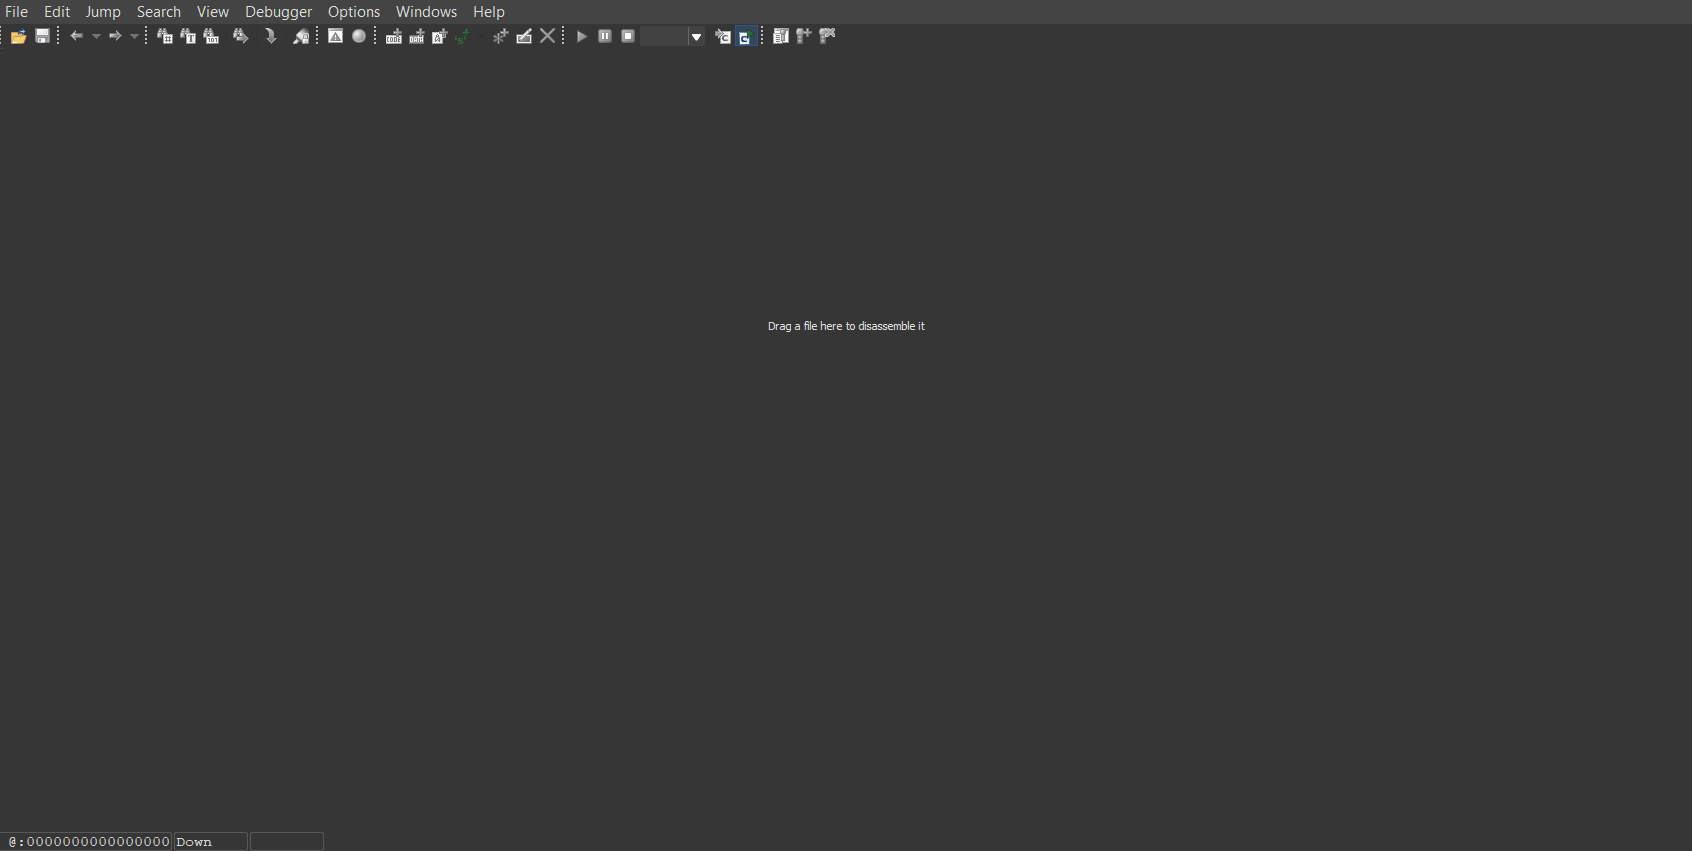 File Edit Jump Search View Debugger Options Windows Help
Drag a file here to disassemble it
@:0000000000000000 Down